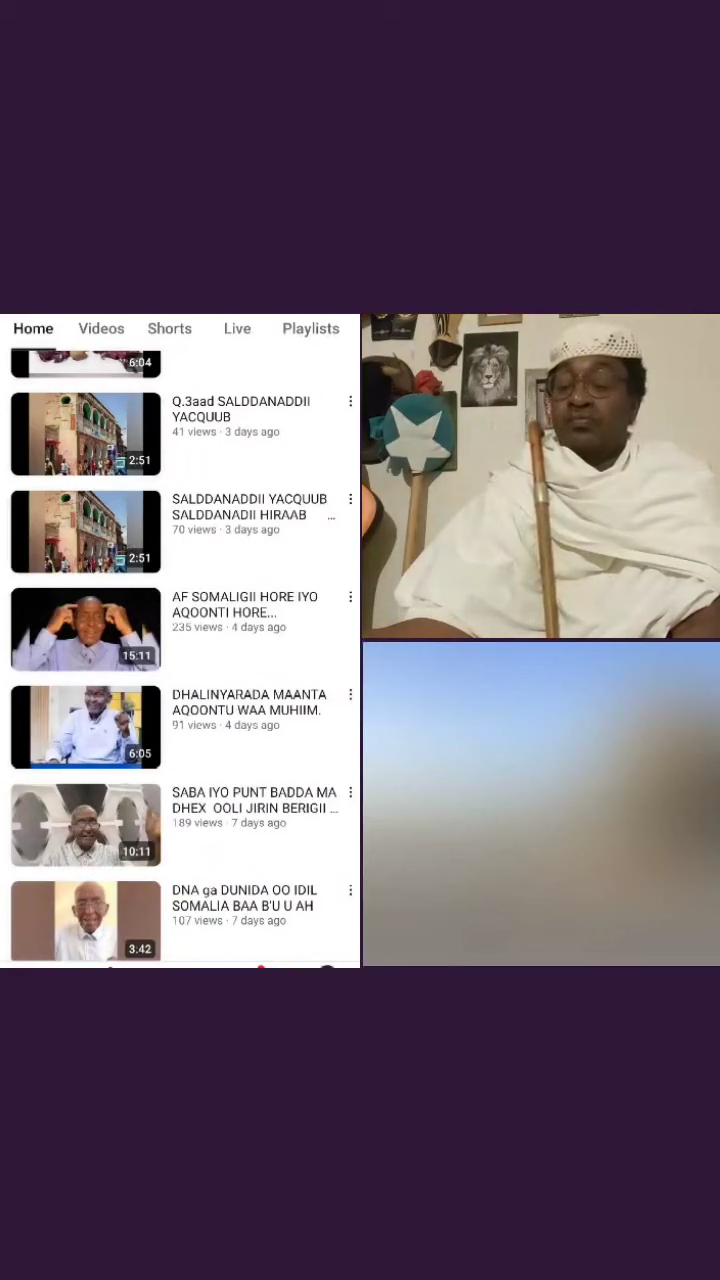 Home Videos Shorts Live Playlists
6:04
Q.3aad SALDDANADDII
YACQUUB
41 views · 3 days ago
2:51
SALDDANADDII YACQUUB
SALDDANADII HIRAAB ...
70 views · 3 days ago
2:51
AF SOMALIGII HORE IYO
AQOONTI HORE...
235 views · 4 days ago
15:11
DHALINYARADA MAANTA
AQOONTU WAA MUHIIM.
91 views · 4 days ago
6:05
SABA IYO PUNT BADDA MA
DHEX OOLI JIRIN BERIGII ...
189 views · 7 days ago
10:11
DNA ga DUNIDA OO IDIL
SOMALIA BAA B'U U AH
107 views · 7 days ago
3:42